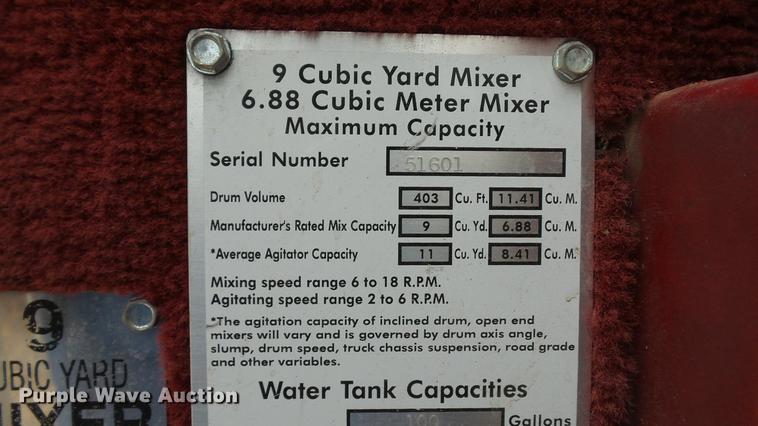 9 Cubic Yard Mixer
6.88 Cubic Meter Mixer
Maximum Capacity
Serial Number 51601
Drum Volume 403 Cu. Ft. 11.41 Cu. M.
Manufacturer's Rated Mix Capacity 9 Cu. Yd. 6.88 Cu. M.
*Average Agitator Capacity 11 Cu. Yd. 8.41 Cu. M.
Mixing speed range 6 to 18 R.P.M.
Agitating speed range 2 to 6 R.P.M.
*The agitation capacity of inclined drum, open end
mixers will vary and is governed by drum axis angle,
slump, drum speed, truck chassis suspension, road grade
and other variables.
Water Tank Capacities
Gallons
9
UBIC YARD
Purple Wave Auction